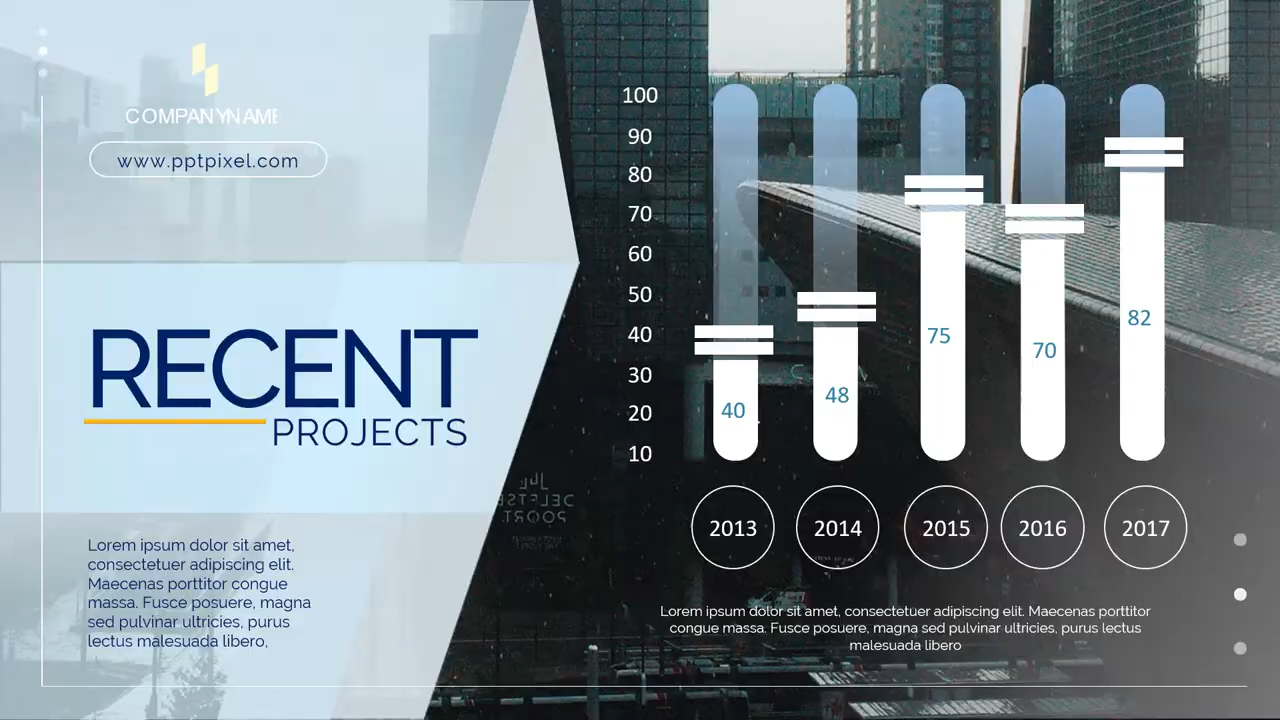 COMPANYNAME
www.pptpixel.com
RECENT
PROJECTS
Lorem ipsum dolor sit amet,
consectetuer adipiscing elit.
Maecenas porttitor congue
massa. Fusce posuere, magna
sed pulvinar ultricies, purus
lectus malesuada libero,
100
90
80
70
60
50
40
30
20
10
40
48
75
70
82
2013
2014
2015
2016
2017
Lorem ipsum dolor sit amet, consectetuer adipiscing elit. Maecenas porttitor
congue massa. Fusce posuere, magna sed pulvinar ultricies, purus lectus
malesuada libero